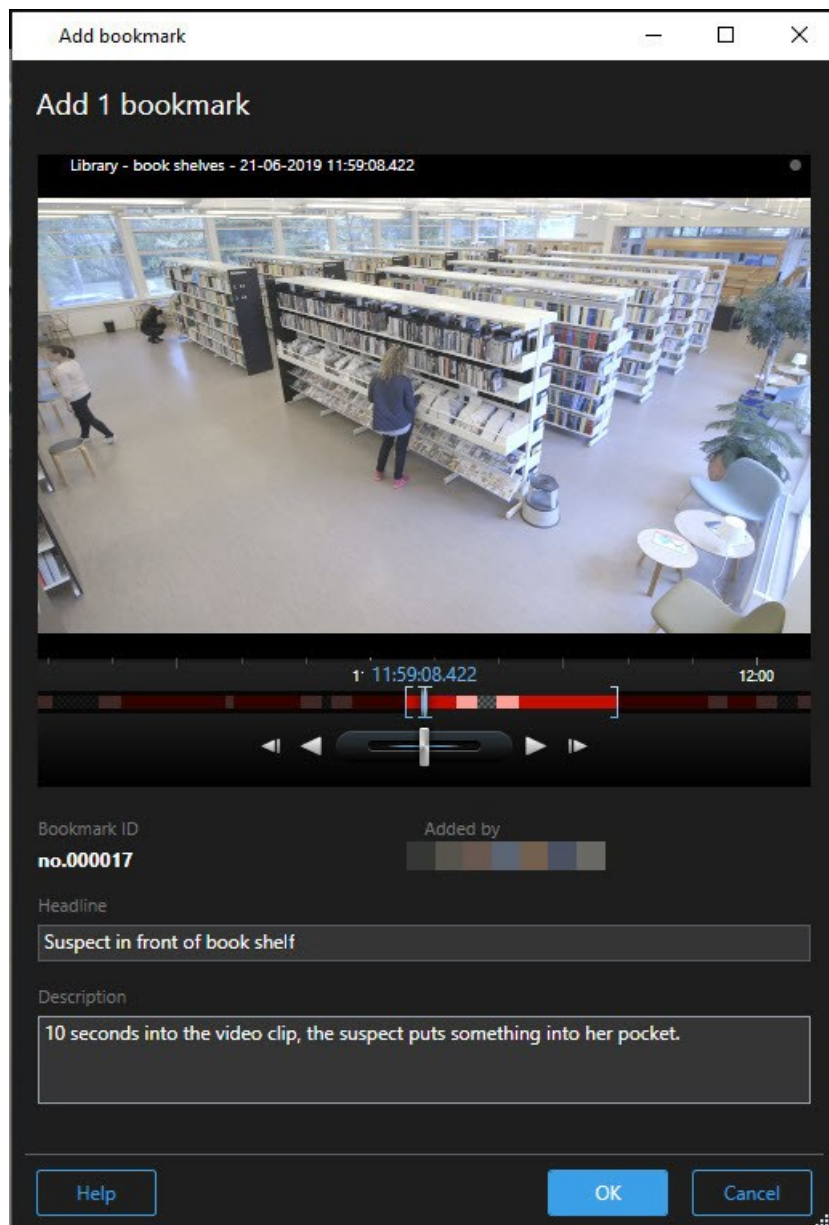 Add bookmark
Add 1 bookmark
Library - book shelves - 21-06-2019 11:59:08.422
11:59:08.422
12:00
Bookmark ID
Added by
no.000017
Headline
Suspect in front of book shelf
Description
10 seconds into the video clip, the suspect puts something into her pocket.
Help
OK
Cancel